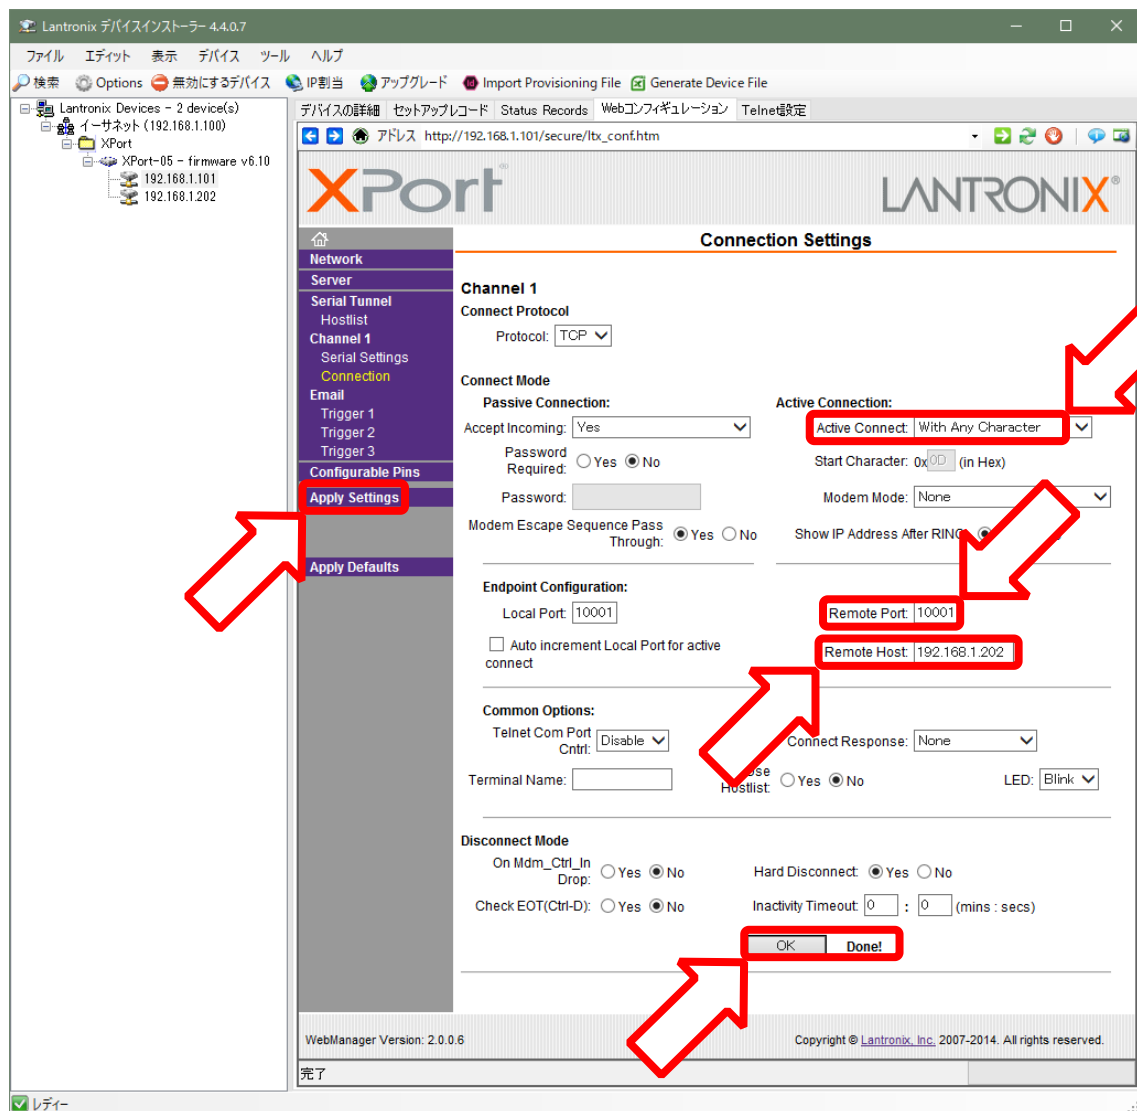 Lantronix デバイスインストーラー 4.4.0.7
ファイル エディット 表示 デバイス ツール ヘルプ
検索 Options 無効にするデバイス IP割当 アップグレード Import Provisioning File Generate Device File
Lantronix Devices - 2 device(s)
イーサネット (192.168.1.100)
XPort
XPort-05 - firmware v6.10
192.168.1.101
192.168.1.202
デバイスの詳細 セットアップレコード Status Records Webコンフィギュレーション Telnet設定
アドレス http://192.168.1.101/secure/ltx_conf.htm
XPort® LANTRONIX®
Network
Server
Serial Tunnel
Hostlist
Channel 1
Serial Settings
Connection
Email
Trigger 1
Trigger 2
Trigger 3
Configurable Pins
Apply Settings
Apply Defaults
Connection Settings
Channel 1
Connect Protocol
Protocol: TCP
Connect Mode
Passive Connection: Active Connection:
Accept Incoming: Yes Active Connect: With Any Character
Password Required: Yes No Start Character: 0x 0D (in Hex)
Password: Modem Mode: None
Modem Escape Sequence Pass Through: Yes No Show IP Address After RING
Endpoint Configuration:
Local Port: 10001 Remote Port: 10001
Auto increment Local Port for active connect Remote Host: 192.168.1.202
Common Options:
Telnet Com Port Cntrl: Disable Connect Response: None
Terminal Name: Hostlist: Yes No LED: Blink
Disconnect Mode
On Mdm_Ctrl_In Drop: Yes No Hard Disconnect: Yes No
Check EOT(Ctrl-D): Yes No Inactivity Timeout: 0 : 0 (mins : secs)
OK Done!
WebManager Version: 2.0.0.6 Copyright © Lantronix, Inc. 2007-2014. All rights reserved.
完了
レディー